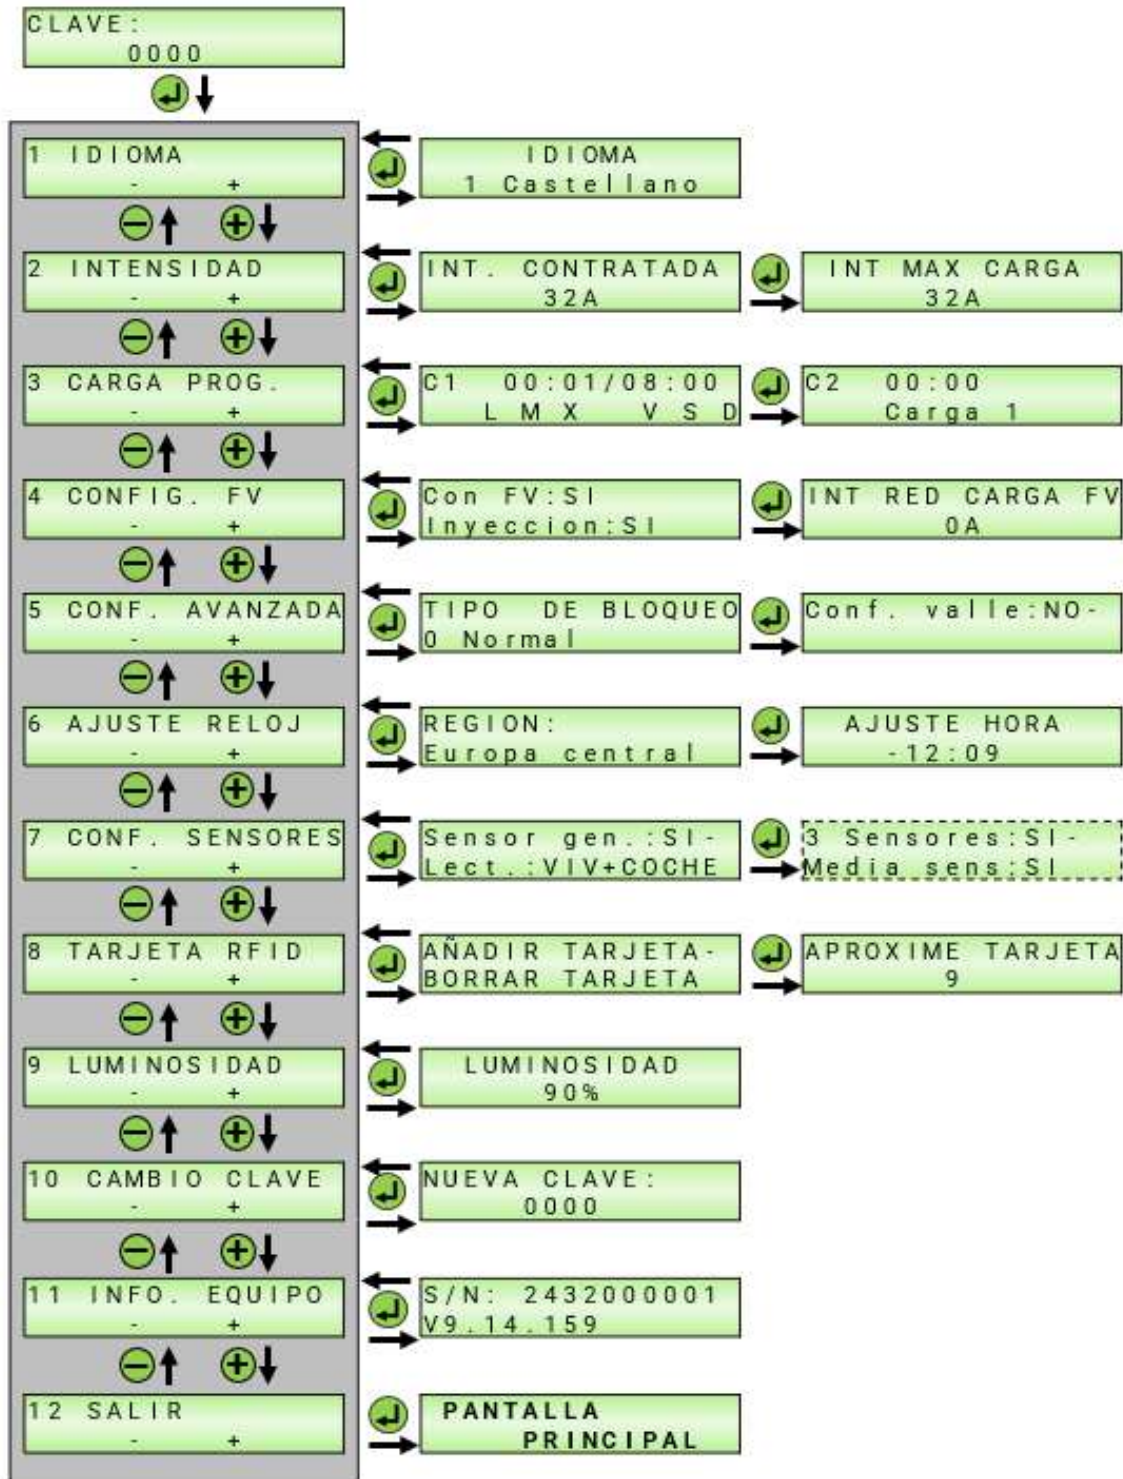 CLAVE:
0000
1 IDIOMA
- +
IDIOMA
1 Castellano
2 INTENSIDAD
- +
INT. CONTRATADA
32A
INT MAX CARGA
32A
3 CARGA PROG.
- +
C1 00:01/08:00
L M X V S D
C2 00:00
Carga 1
4 CONFIG. FV
- +
Con FV:SI
Inyeccion:SI
INT RED CARGA FV
0A
5 CONF. AVANZADA
- +
TIPO DE BLOQUEO
0 Normal
Conf. valle:NO-
6 AJUSTE RELOJ
- +
REGION:
Europa central
AJUSTE HORA
-12:09
7 CONF. SENSORES
- +
Sensor gen.:SI-
Lect.:VIV+COCHE
3 Sensores:SI-
Media sens:SI
8 TARJETA RFID
- +
AÑADIR TARJETA-
BORRAR TARJETA
APROXIME TARJETA
9
9 LUMINOSIDAD
- +
LUMINOSIDAD
90%
10 CAMBIO CLAVE
- +
NUEVA CLAVE:
0000
11 INFO. EQUIPO
- +
S/N: 2432000001
V9.14.159
12 SALIR
- +
PANTALLA
PRINCIPAL